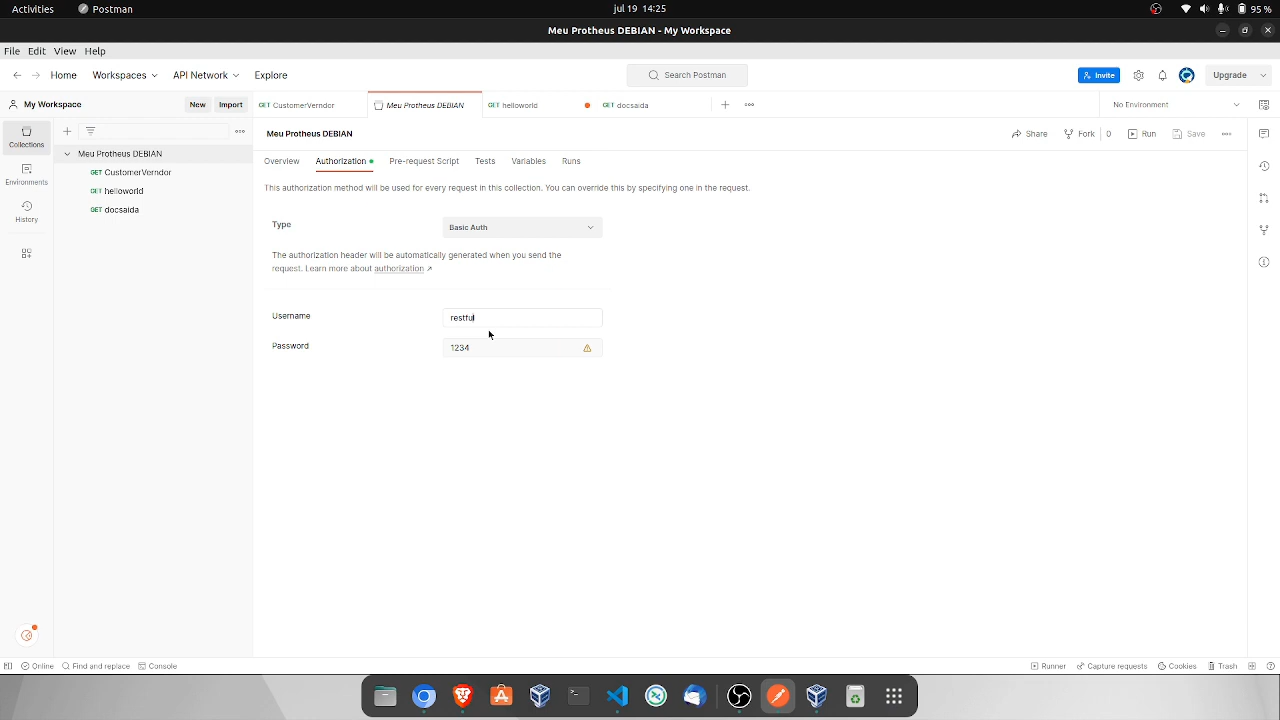 Activities Postman jul 19 14:25 95 %
Meu Protheus DEBIAN - My Workspace
File Edit View Help
Home Workspaces API Network Explore Search Postman Invite Upgrade
My Workspace New Import GET CustomerVerndor Meu Protheus DEBIAN GET helloworld GET docsaida No Environment
Collections
Environments
History
Meu Protheus DEBIAN
GET CustomerVerndor
GET helloworld
GET docsaida
Meu Protheus DEBIAN Share Fork 0 Run Save
Overview Authorization Pre-request Script Tests Variables Runs
This authorization method will be used for every request in this collection. You can override this by specifying one in the request.
Type Basic Auth
The authorization header will be automatically generated when you send the
request. Learn more about authorization ↗
Username restful
Password 1234
Online Find and replace Console Runner Capture requests Cookies Trash